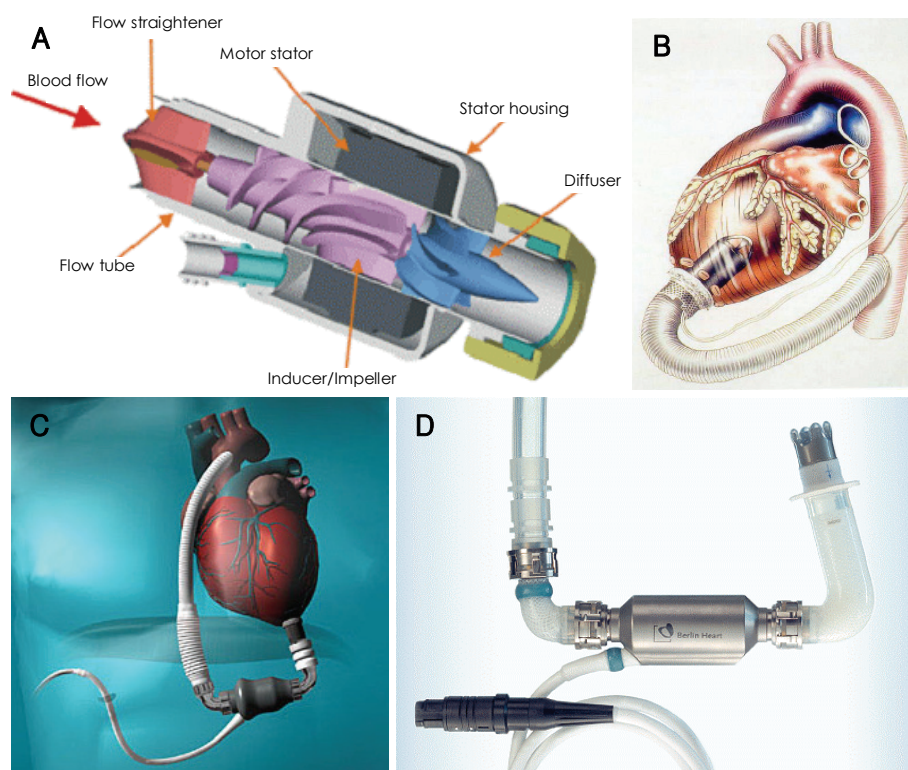 A
Flow straightener
Motor stator
Blood flow
Stator housing
Diffuser
Flow tube
Inducer/Impeller
B
C
D
Berlin Heart